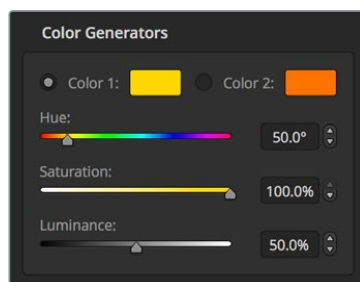 Color Generators
Color 1: Color 2:
Hue:
50.0°
Saturation:
100.0%
Luminance:
50.0%